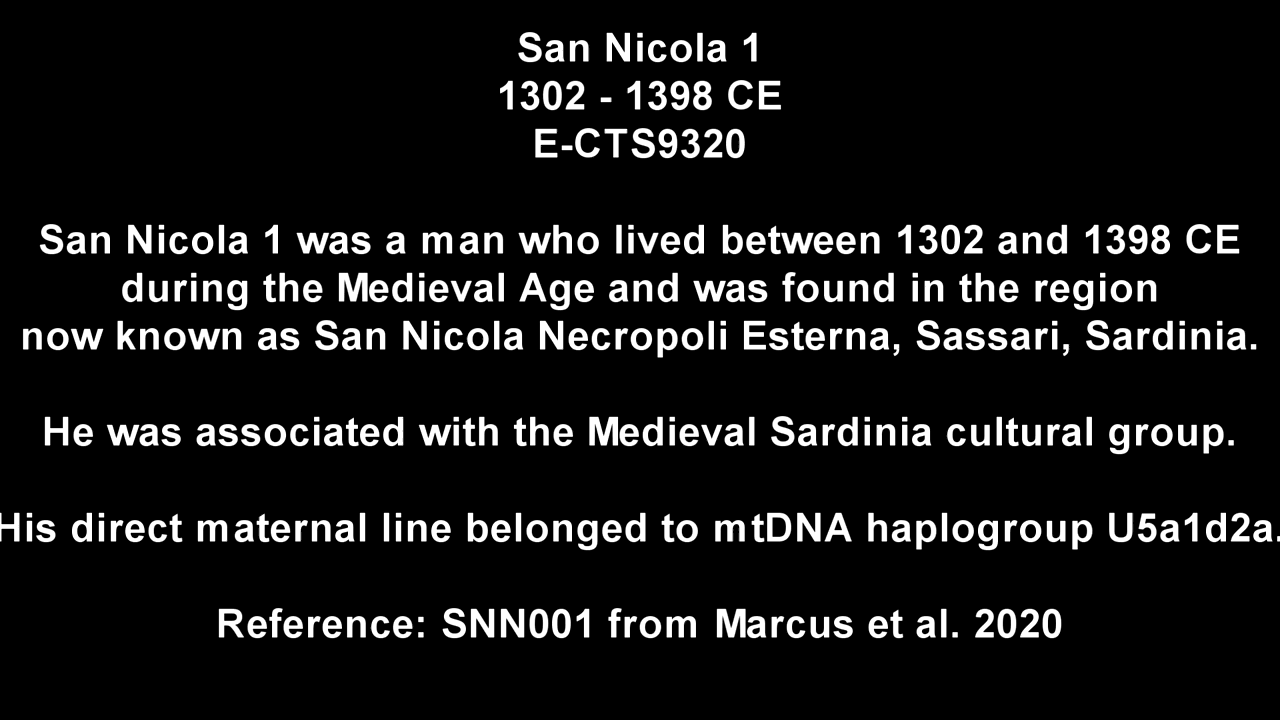 San Nicola 1
1302 - 1398 CE
E-CTS9320
San Nicola 1 was a man who lived between 1302 and 1398 CE
during the Medieval Age and was found in the region
now known as San Nicola Necropoli Esterna, Sassari, Sardinia.
He was associated with the Medieval Sardinia cultural group.
His direct maternal line belonged to mtDNA haplogroup U5a1d2a.
Reference: SNN001 from Marcus et al. 2020